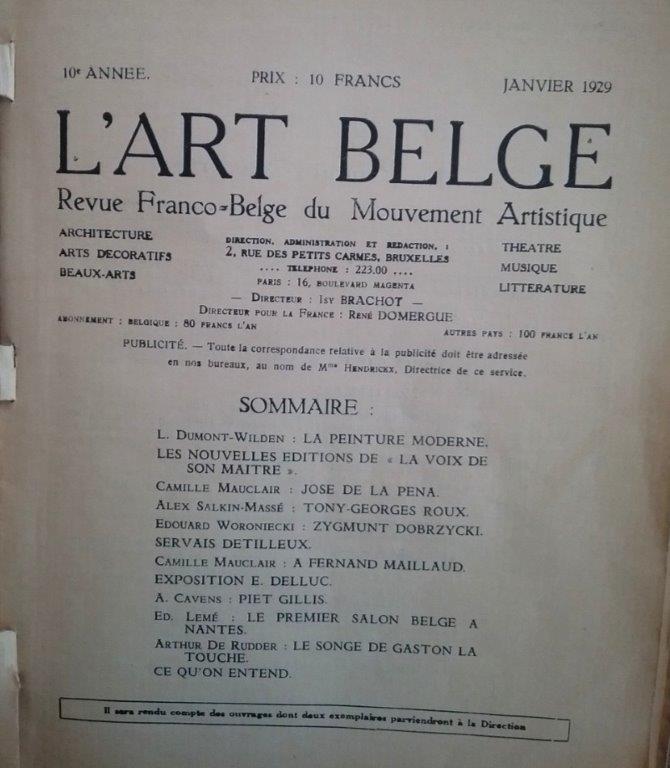 10e ANNEE. PRIX : 10 FRANCS JANVIER 1929
L'ART BELGE
Revue Franco-Belge du Mouvement Artistique
ARCHITECTURE
ARTS DECORATIFS
BEAUX-ARTS
DIRECTION, ADMINISTRATION ET REDACTION, :
2, RUE DES PETITS CARMES, BRUXELLES
.... TELEPHONE : 223.00 ....
PARIS : 16, BOULEVARD MAGENTA
— DIRECTEUR : ISY BRACHOT —
DIRECTEUR POUR LA FRANCE : RENÉ DOMERGUE
THEATRE
MUSIQUE
LITTERATURE
ABONNEMENT : BELGIQUE : 80 FRANCS L'AN
AUTRES PAYS : 100 FRANCS L'AN
PUBLICITÉ. — Toute la correspondance relative à la publicité doit être adressée
en nos bureaux, au nom de Mme HENDRICKX, Directrice de ce service.
SOMMAIRE :
L. DUMONT-WILDEN : LA PEINTURE MODERNE.
LES NOUVELLES EDITIONS DE « LA VOIX DE
SON MAITRE ».
CAMILLE MAUCLAIR : JOSE DE LA PENA.
ALEX SALKIN-MASSÉ : TONY-GEORGES ROUX.
EDOUARD WORONIECKI : ZYGMUNT DOBRZYCKI.
SERVAIS DETILLEUX.
CAMILLE MAUCLAIR : A FERNAND MAILLAUD.
EXPOSITION E. DELLUC.
A. CAVENS : PIET GILLIS.
ED. LEMÉ : LE PREMIER SALON BELGE A
NANTES.
ARTHUR DE RUDDER : LE SONGE DE GASTON LA
TOUCHE.
CE QU'ON ENTEND.
Il sera rendu compte des ouvrages dont deux exemplaires parviendront à la Direction